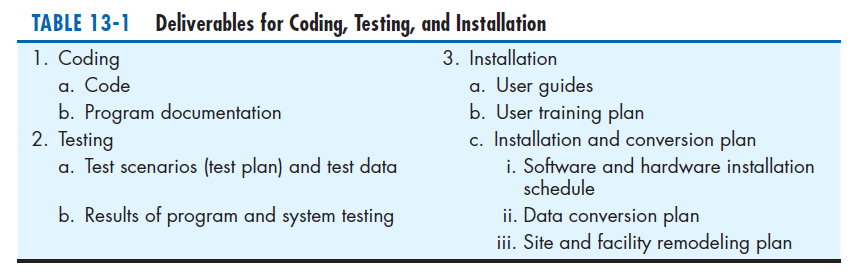 TABLE 13-1 Deliverables for Coding, Testing, and Installation
1. Coding
a. Code
b. Program documentation
2. Testing
a. Test scenarios (test plan) and test data
b. Results of program and system testing
3. Installation
a. User guides
b. User training plan
c. Installation and conversion plan
i. Software and hardware installation
schedule
ii. Data conversion plan
iii. Site and facility remodeling plan